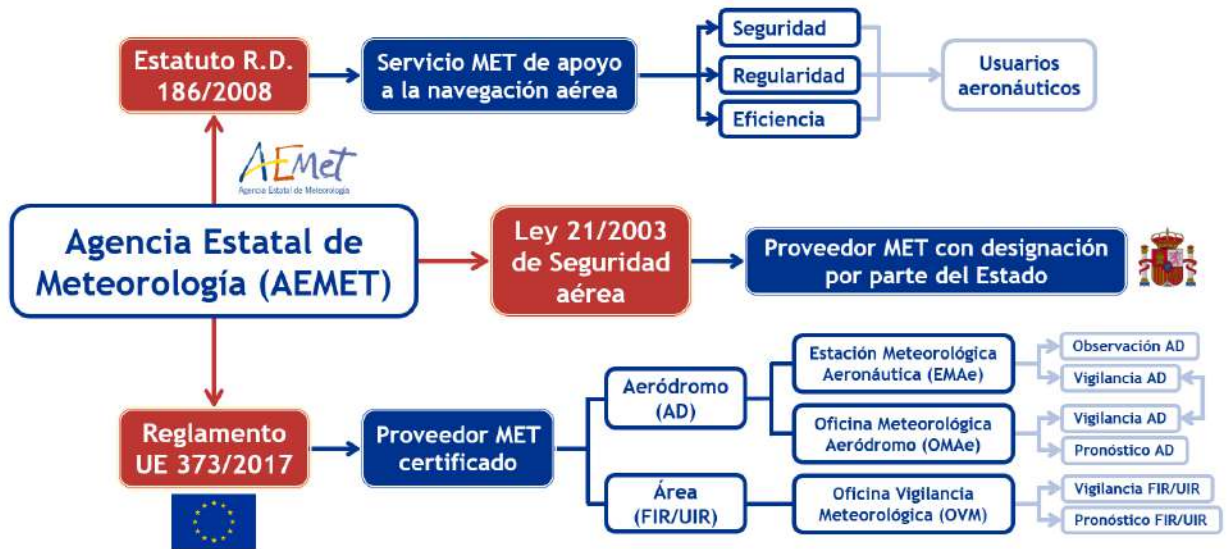 Estatuto R.D.
186/2008
Servicio MET de apoyo
a la navegación aérea
Seguridad
Regularidad
Eficiencia
Usuarios
aeronáuticos
AEMet
Agencia Estatal de Meteorología
Agencia Estatal de
Meteorología (AEMET)
Ley 21/2003
de Seguridad
aérea
Proveedor MET con designación
por parte del Estado
Reglamento
UE 373/2017
Proveedor MET
certificado
Aeródromo
(AD)
Estación Meteorológica
Aeronáutica (EMAe)
Observación AD
Vigilancia AD
Oficina Meteorológica
Aeródromo (OMAe)
Vigilancia AD
Pronóstico AD
Área
(FIR/UIR)
Oficina Vigilancia
Meteorológica (OVM)
Vigilancia FIR/UIR
Pronóstico FIR/UIR